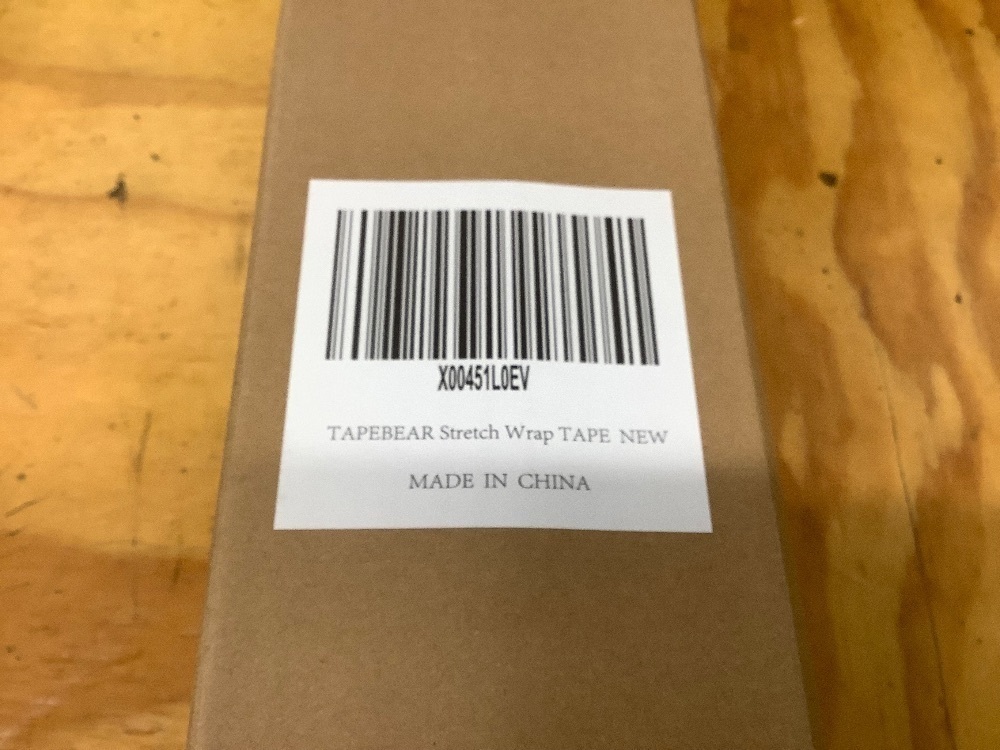 X00451L0EV
TAPEBEAR Stretch Wrap TAPE NEW
MADE IN CHINA